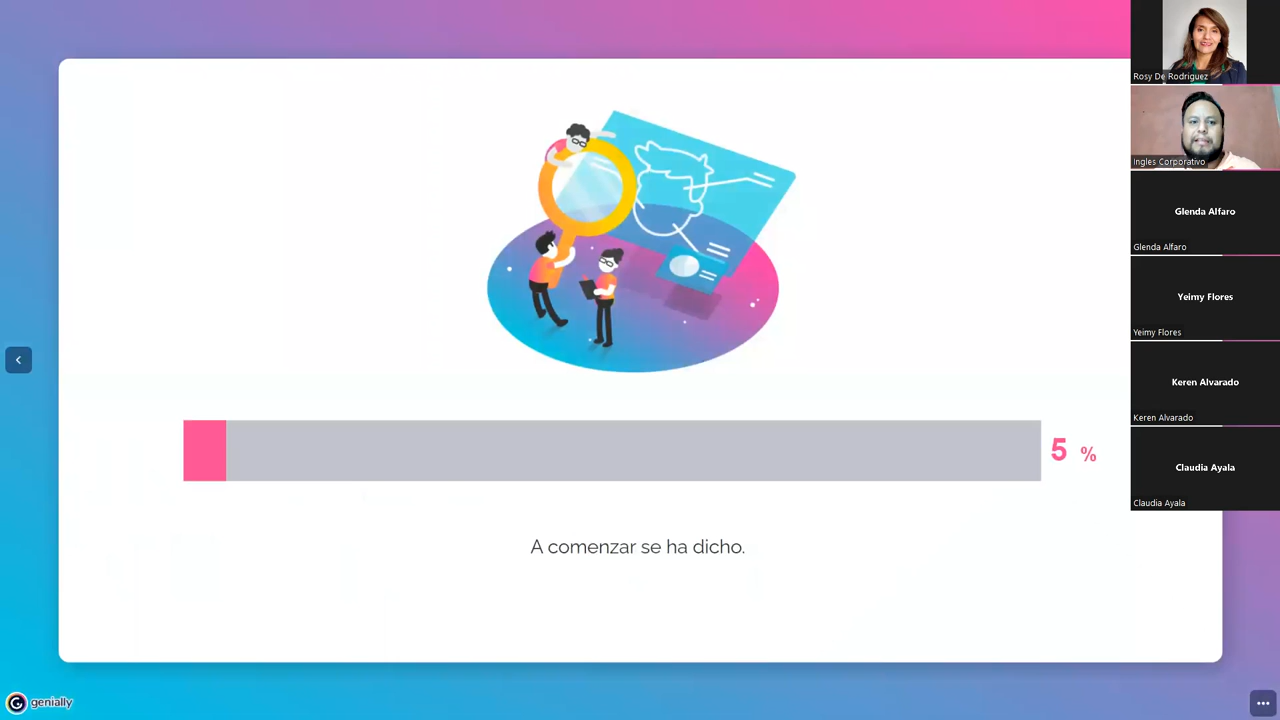 5 %
A comenzar se ha dicho.
genially
Rosy De Rodriguez
Ingles Corporativo
Glenda Alfaro
Glenda Alfaro
Yeimy Flores
Yeimy Flores
Keren Alvarado
Keren Alvarado
Claudia Ayala
Claudia Ayala